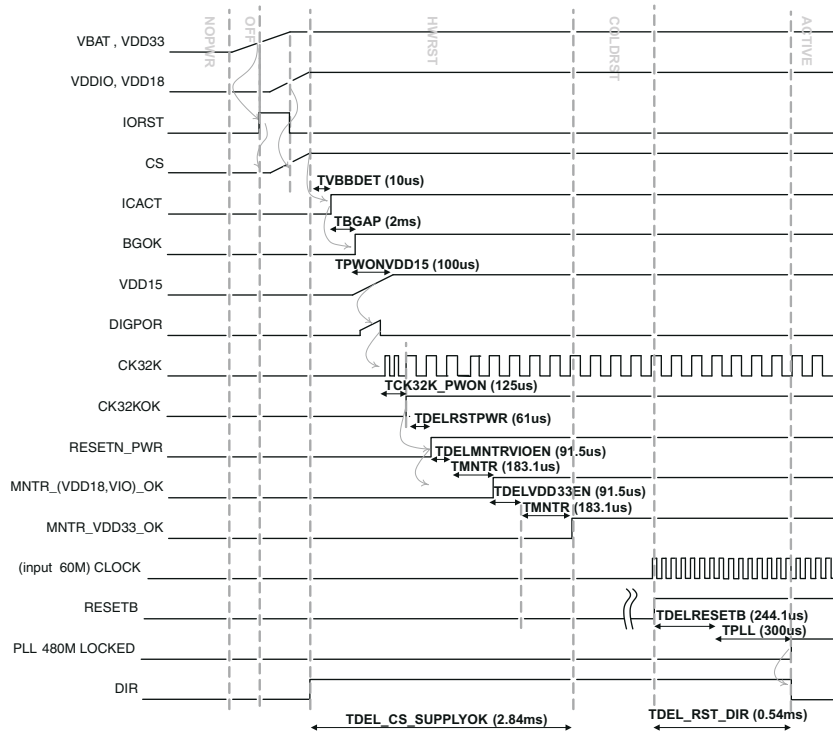 NOPWR
OFF
HWRST
COLDRST
ACTIVE
VBAT , VDD33
VDDIO, VDD18
IORST
CS
TVBBDET (10us)
ICACT
TBGAP (2ms)
BGOK
TPWONVDD15 (100us)
VDD15
DIGPOR
CK32K
TCK32K_PWON (125us)
CK32KOK
TDELRSTPWR (61us)
RESETN_PWR
TDELMNTRVIOEN (91.5us)
TMNTR (183.1us)
MNTR_(VDD18,VIO)_OK
TDELVDD33EN (91.5us)
TMNTR (183.1us)
MNTR_VDD33_OK
(input 60M) CLOCK
RESETB
TDELRESETB (244.1us)
TPLL (300us)
PLL 480M LOCKED
DIR
TDEL_CS_SUPPLYOK (2.84ms)
TDEL_RST_DIR (0.54ms)